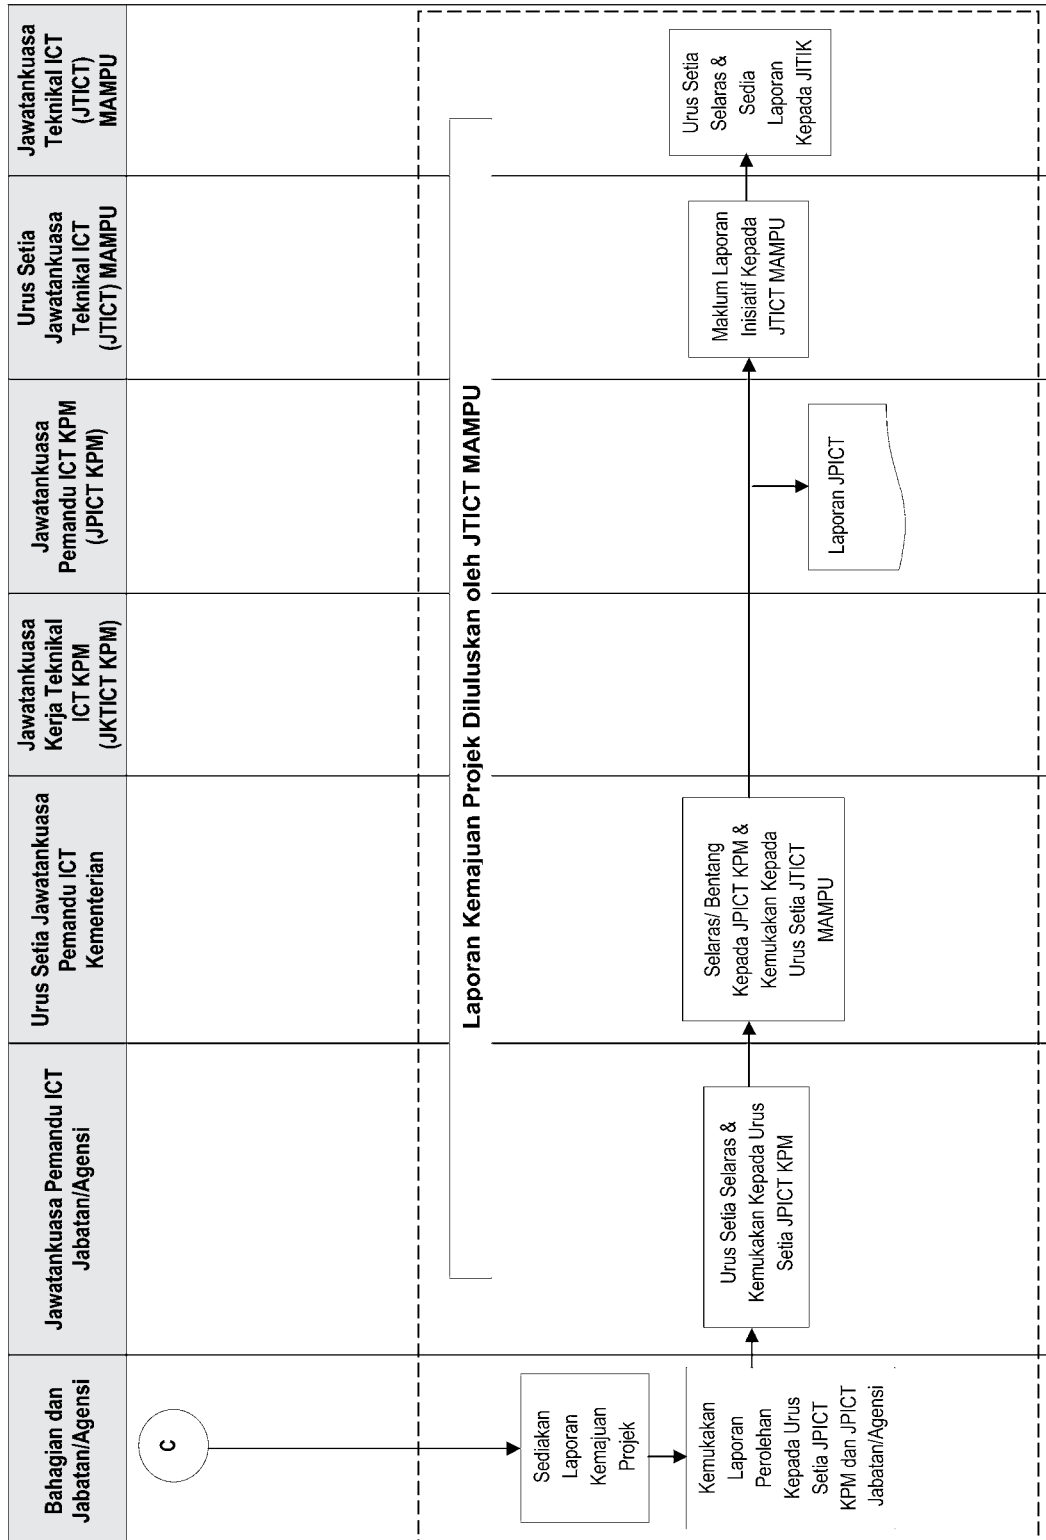 Bahagian dan
Jabatan/Agensi
Jawatankuasa Pemandu ICT
Jabatan/Agensi
Urus Setia Jawatankuasa
Pemandu ICT
Kementerian
Jawatankuasa
Kerja Teknikal
ICT KPM
(JKTICT KPM)
Jawatankuasa
Pemandu ICT KPM
(JPICT KPM)
Urus Setia
Jawatankuasa
Teknikal ICT
(JTICT) MAMPU
Jawatankuasa
Teknikal ICT
(JTICT)
MAMPU
C
Laporan Kemajuan Projek Diluluskan oleh JTICT MAMPU
Sediakan
Laporan
Kemajuan
Projek
Kemukakan
Laporan
Perolehan
Kepada Urus
Setia JPICT
KPM dan JPICT
Jabatan/Agensi
Urus Setia Selaras &
Kemukakan Kepada Urus
Setia JPICT KPM
Selaras/ Bentang
Kepada JPICT KPM &
Kemukakan Kepada
Urus Setia JTICT
MAMPU
Laporan JPICT
Maklum Laporan
Inisiatif Kepada
JTICT MAMPU
Urus Setia
Selaras &
Sedia
Laporan
Kepada JITIK